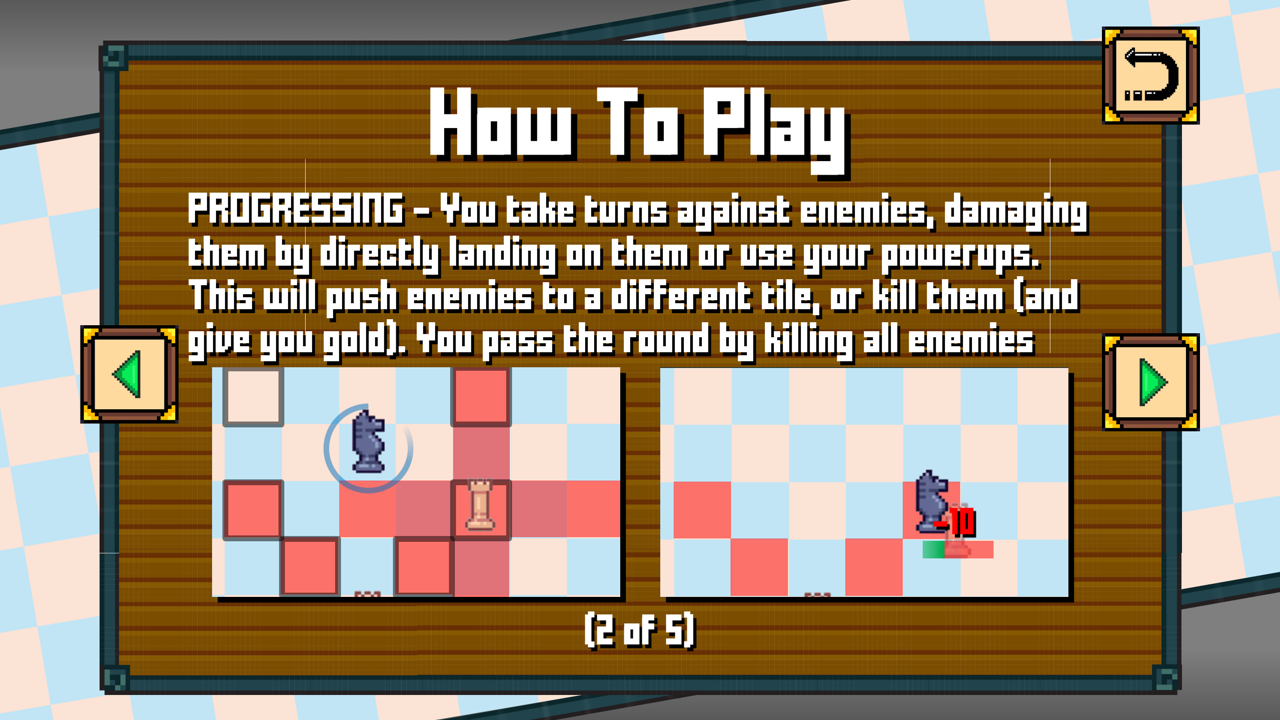 How To Play
PROGRESSING - You take turns against enemies, damaging
them by directly landing on them or use your powerups.
This will push enemies to a different tile, or kill them (and
give you gold). You pass the round by killing all enemies
-10
(2 of 5)